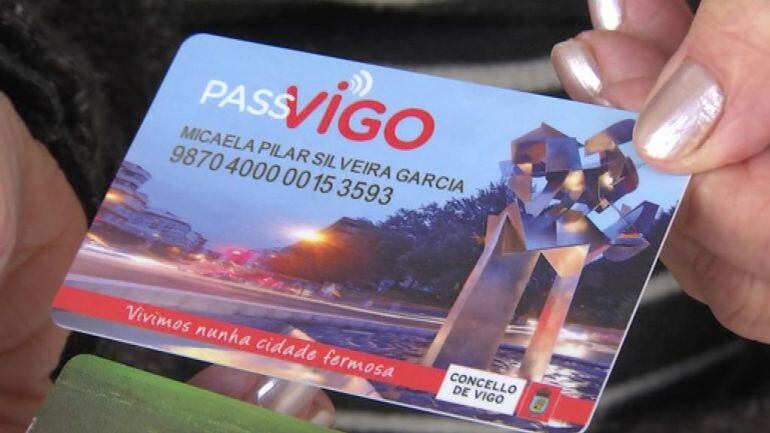 PASSVIGO
MICAELA PILAR SILVEIRA GARCIA
9870 4000 0015 3593
Vivimos nunha cidade fermosa
CONCELLO
DE VIGO